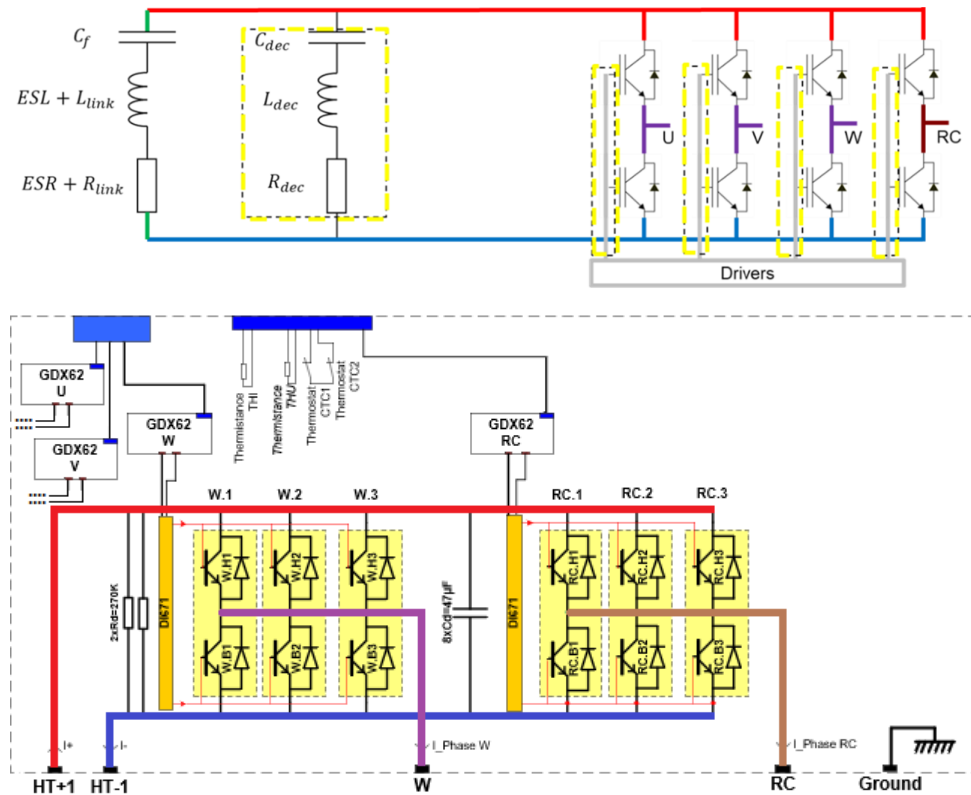 C_f
C_dec
ESL + L_link
L_dec
ESR + R_link
R_dec
U
V
W
RC
Drivers
GDX62
U
GDX62
V
GDX62
W
Thermistance
THI
Thermistance
THU
Thermostat
CTC1
Thermostat
CTC2
GDX62
RC
W.1
W.2
W.3
RC.1
RC.2
RC.3
2xRd=270K
DI671
W.H1
W.H2
W.H3
W.B1
W.B2
W.B3
8xCd=47µF
DI671
RC.H1
RC.H2
RC.H3
RC.B1
RC.B2
RC.B3
I+
I-
I_Phase W
I_Phase RC
HT+1
HT-1
W
RC
Ground